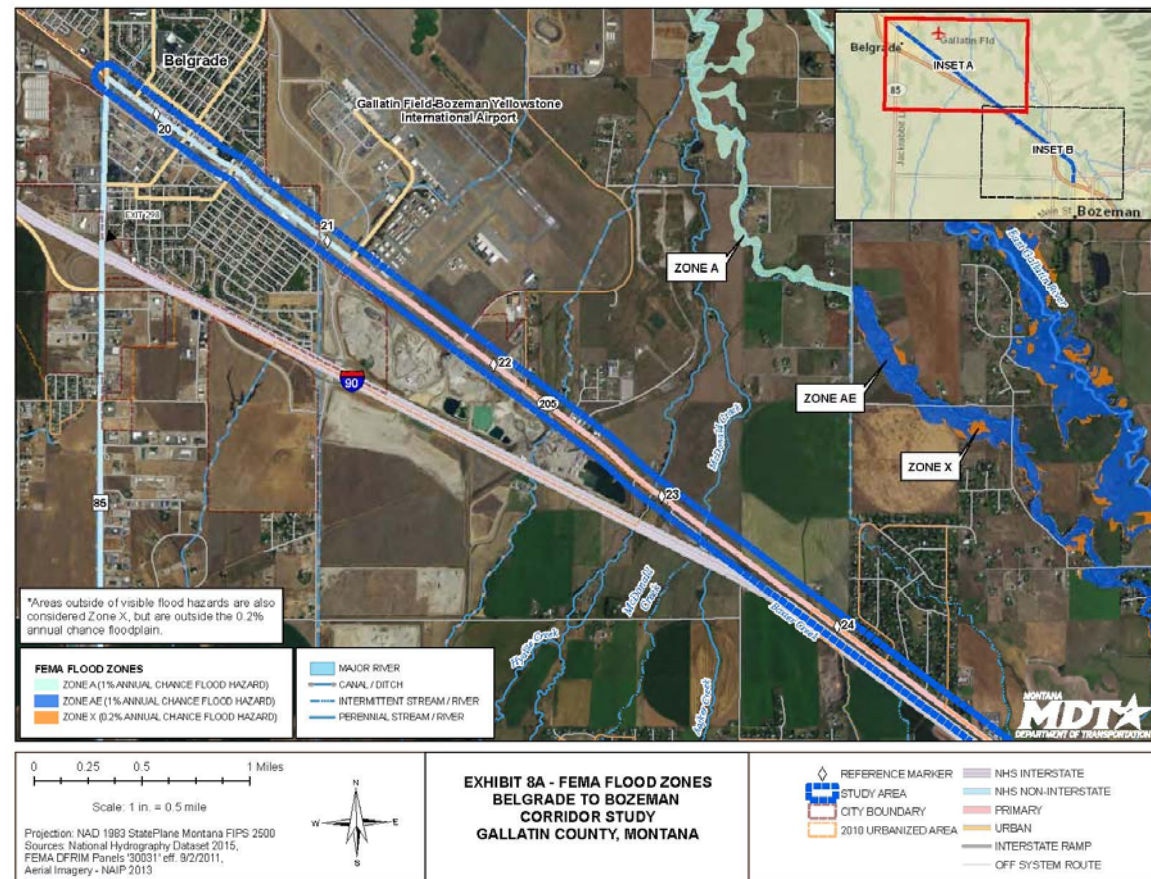 Belgrade
Gallatin Field-Bozeman Yellowstone
International Airport
20
21
EXIT 298
90
22
205
85
23
24
ZONE A
ZONE AE
ZONE X
East Gallatin River
McDonald Creek
McDonald
Creek
Hyalite Creek
Bowser Creek
Belgrade
Gallatin Fld
INSET A
85
Jackrabbit L
INSET B
Bozeman
*Areas outside of visible flood hazards are also
considered Zone X, but are outside the 0.2%
annual chance floodplain.
FEMA FLOOD ZONES
ZONE A (1% ANNUAL CHANCE FLOOD HAZARD)
ZONE AE (1% ANNUAL CHANCE FLOOD HAZARD)
ZONE X (0.2% ANNUAL CHANCE FLOOD HAZARD)
MAJOR RIVER
CANAL / DITCH
INTERMITTENT STREAM / RIVER
PERENNIAL STREAM / RIVER
MONTANA
MDT
DEPARTMENT OF TRANSPORTATION
0 0.25 0.5 1 Miles
Scale: 1 in. = 0.5 mile
Projection: NAD 1983 StatePlane Montana FIPS 2500
Sources: National Hydrography Dataset 2015,
FEMA DFRIM Panels '30031' eff. 9/2/2011,
Aerial Imagery - NAIP 2013
N
W E
S
EXHIBIT 8A - FEMA FLOOD ZONES
BELGRADE TO BOZEMAN
CORRIDOR STUDY
GALLATIN COUNTY, MONTANA
REFERENCE MARKER
STUDY AREA
CITY BOUNDARY
2010 URBANIZED AREA
NHS INTERSTATE
NHS NON-INTERSTATE
PRIMARY
URBAN
INTERSTATE RAMP
OFF SYSTEM ROUTE